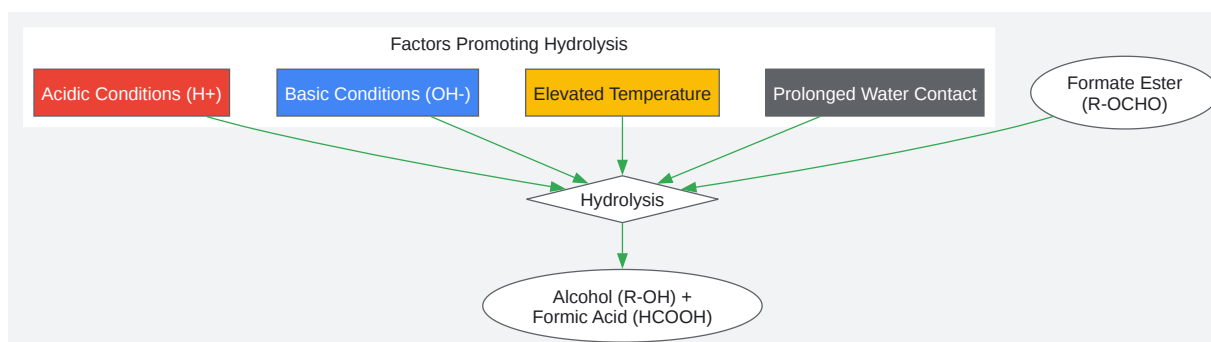 Factors Promoting Hydrolysis
Acidic Conditions (H+)
Basic Conditions (OH-)
Elevated Temperature
Prolonged Water Contact
Formate Ester
(R-OCHO)
Hydrolysis
Alcohol (R-OH) +
Formic Acid (HCOOH)